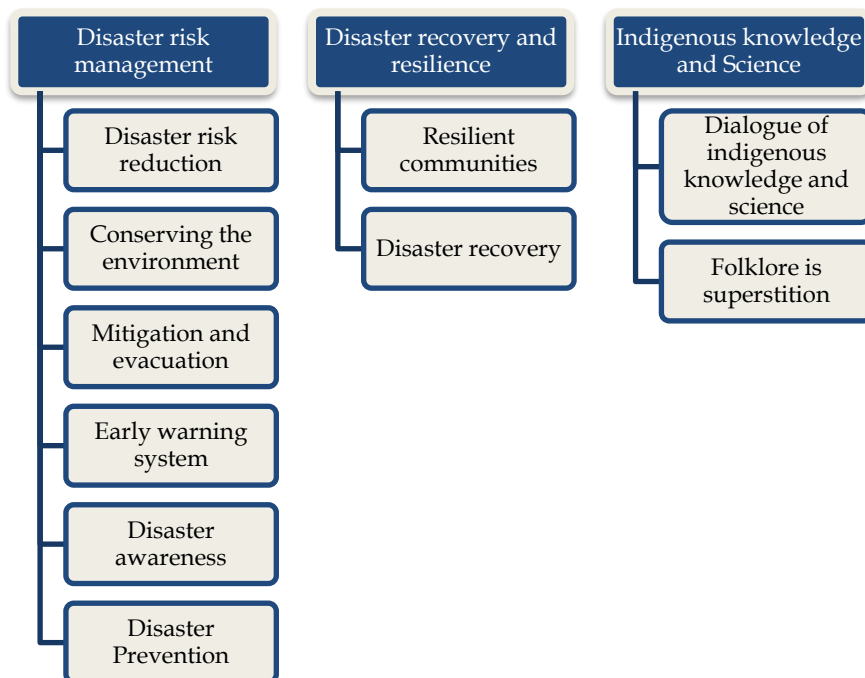 Disaster risk
management
Disaster risk
reduction
Conserving the
environment
Mitigation and
evacuation
Early warning
system
Disaster
awareness
Disaster
Prevention
Disaster recovery and
resilience
Resilient
communities
Disaster recovery
Indigenous knowledge
and Science
Dialogue of
indigenous
knowledge and
science
Folklore is
superstition